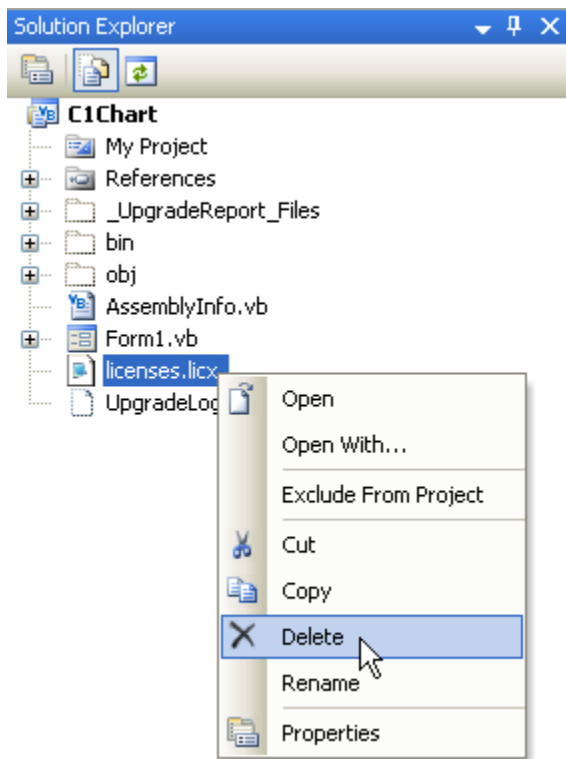 Solution Explorer
C1Chart
My Project
References
_UpgradeReport_Files
bin
obj
AssemblyInfo.vb
Form1.vb
licenses.licx
UpgradeLog
Open
Open With...
Exclude From Project
Cut
Copy
Delete
Rename
Properties